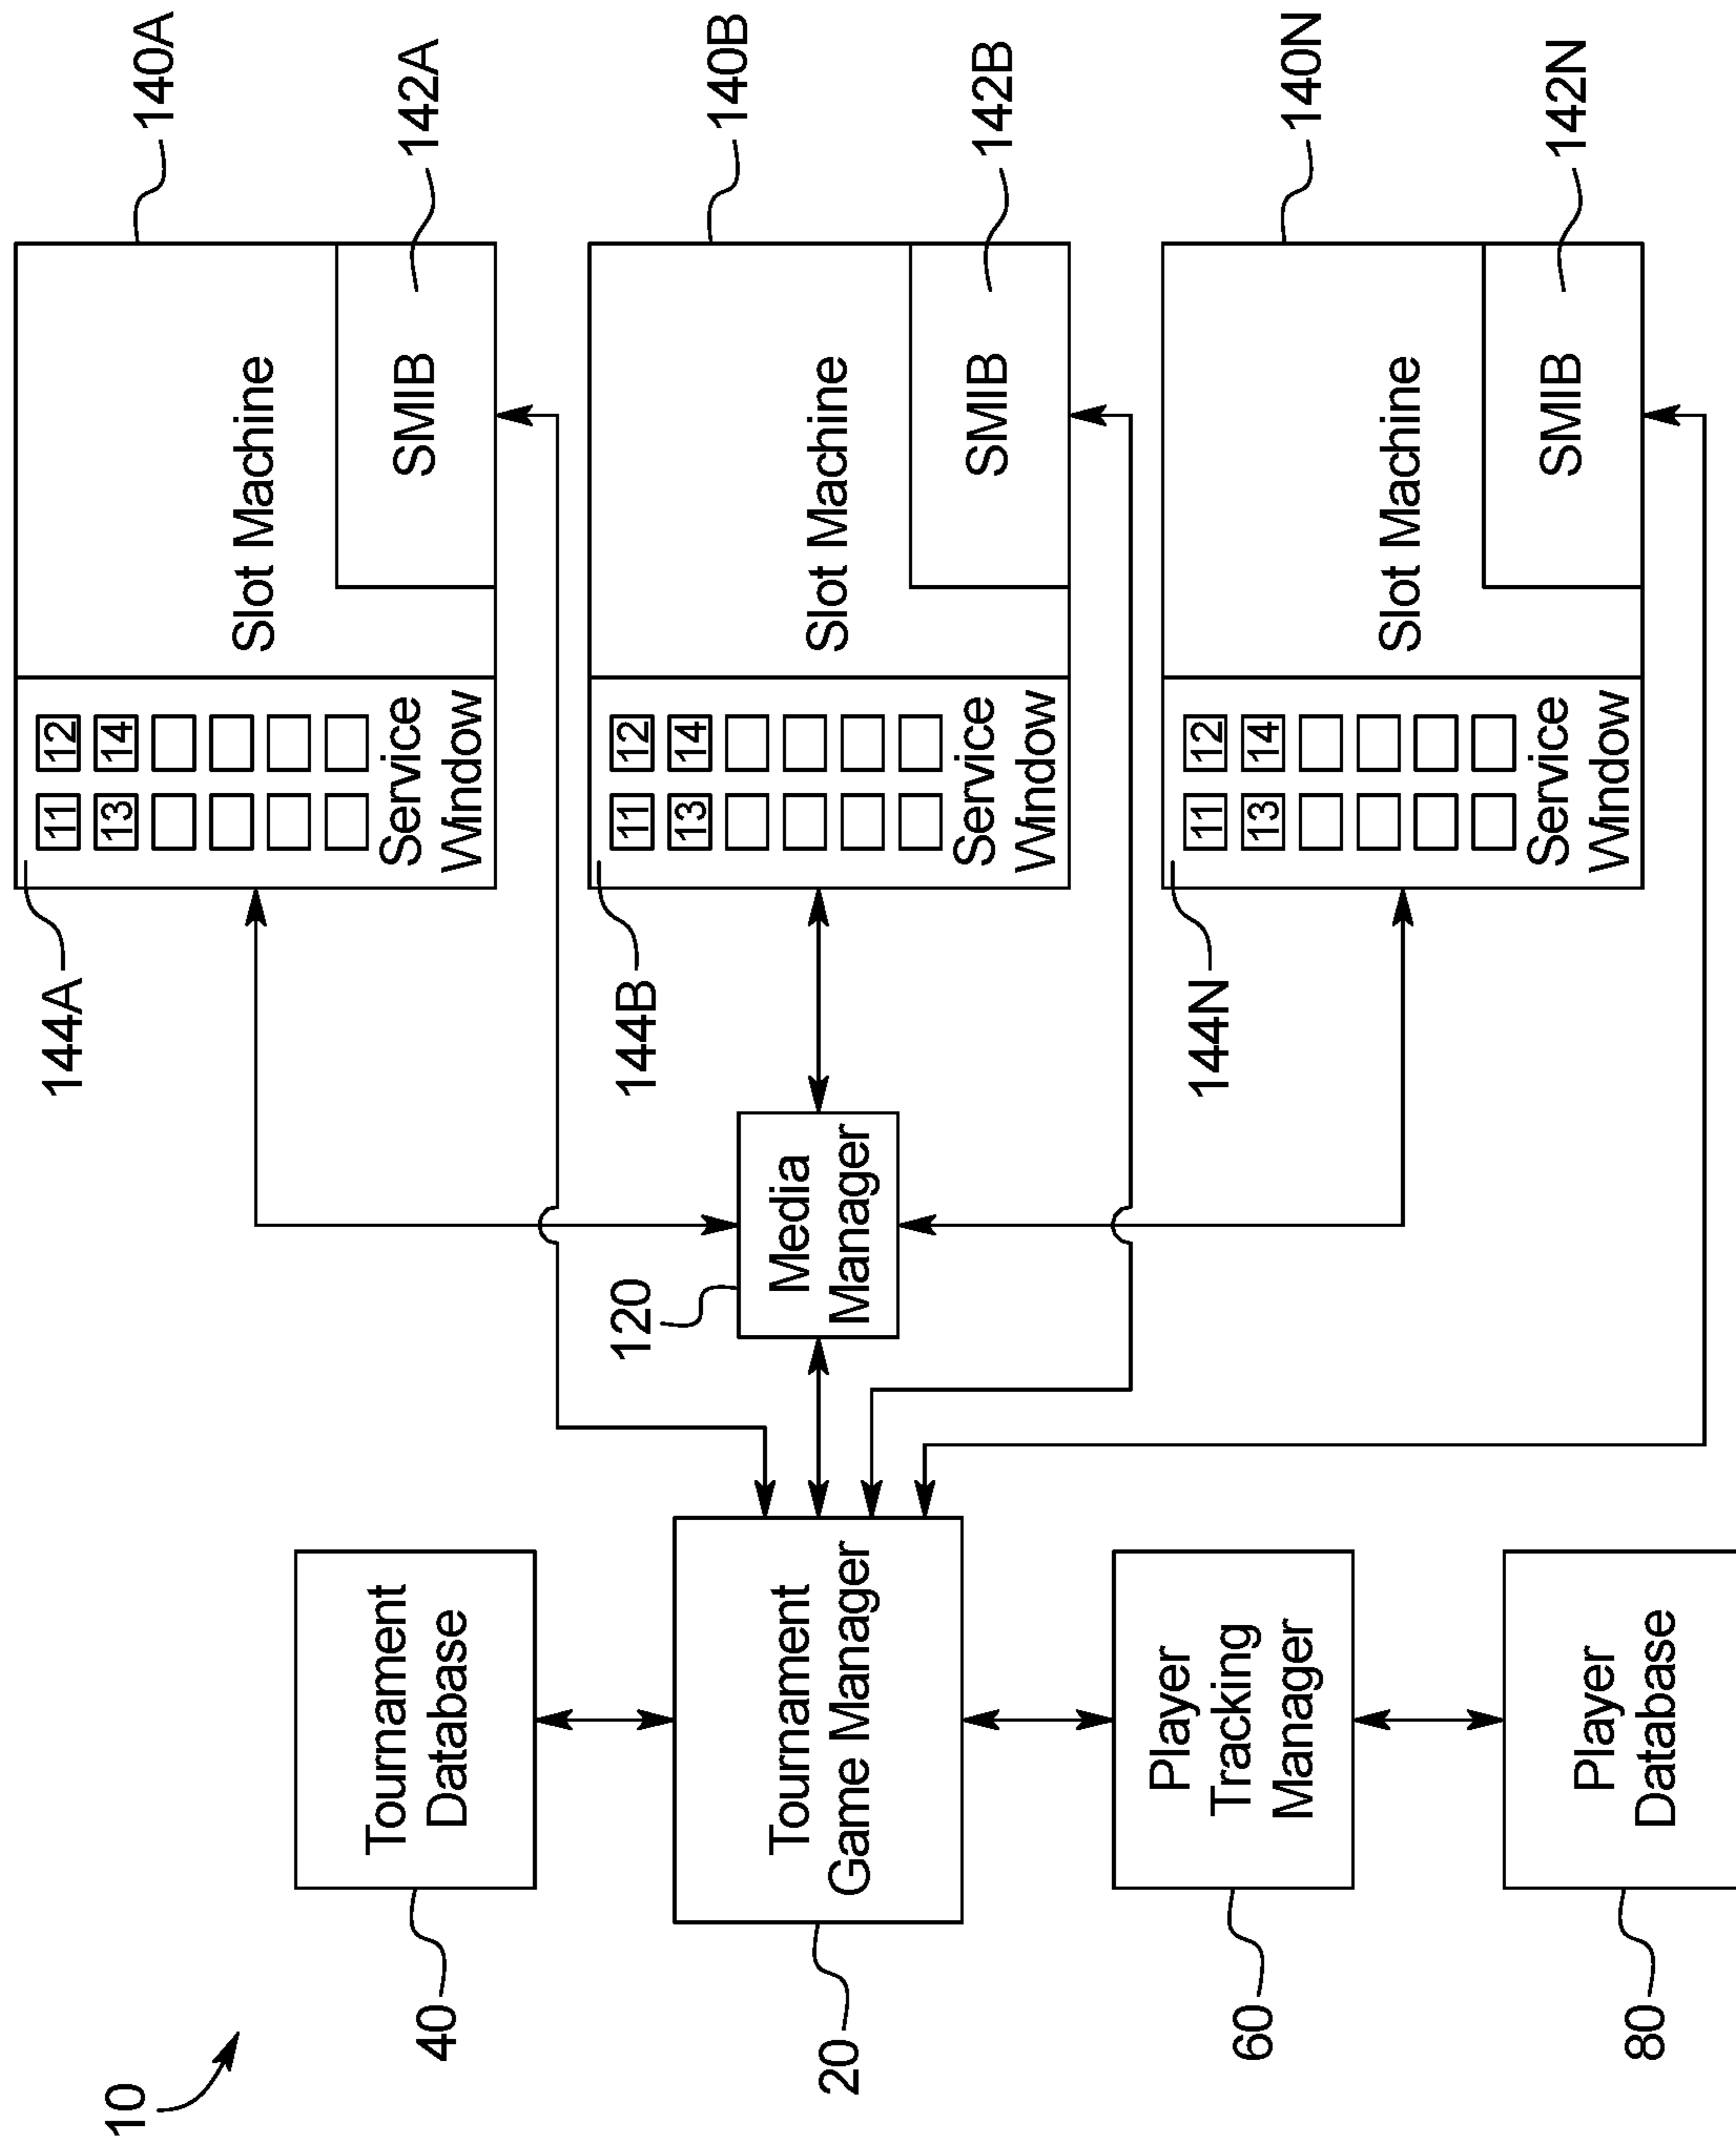 10
40
Tournament
Database
20
Tournament
Game Manager
60
Player
Tracking
Manager
80
Player
Database
120
Media
Manager
144A
11 12
13 14
Service
Window
Slot Machine
SMIB
140A
142A
144B
11 12
13 14
Service
Window
Slot Machine
SMIB
140B
142B
144N
11 12
13 14
Service
Window
Slot Machine
SMIB
140N
142N